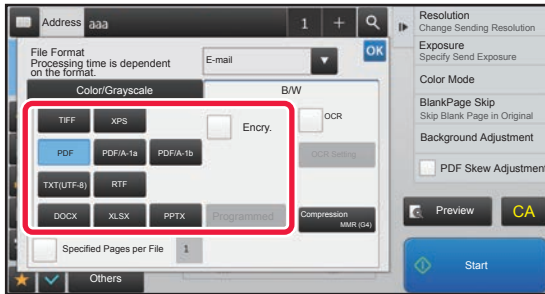 Address aaa 1 +
File Format
Processing time is dependent
on the format.
E-mail
OK
Color/Grayscale
B/W
TIFF XPS
Encry.
OCR
PDF PDF/A-1a PDF/A-1b
OCR Setting
TXT(UTF-8) RTF
DOCX XLSX PPTX
Programmed
Compression
MMR (G4)
Specified Pages per File 1
Others
Resolution
Change Sending Resolution
Exposure
Specify Send Exposure
Color Mode
BlankPage Skip
Skip Blank Page in Original
Background Adjustment
PDF Skew Adjustment
Preview
CA
Start